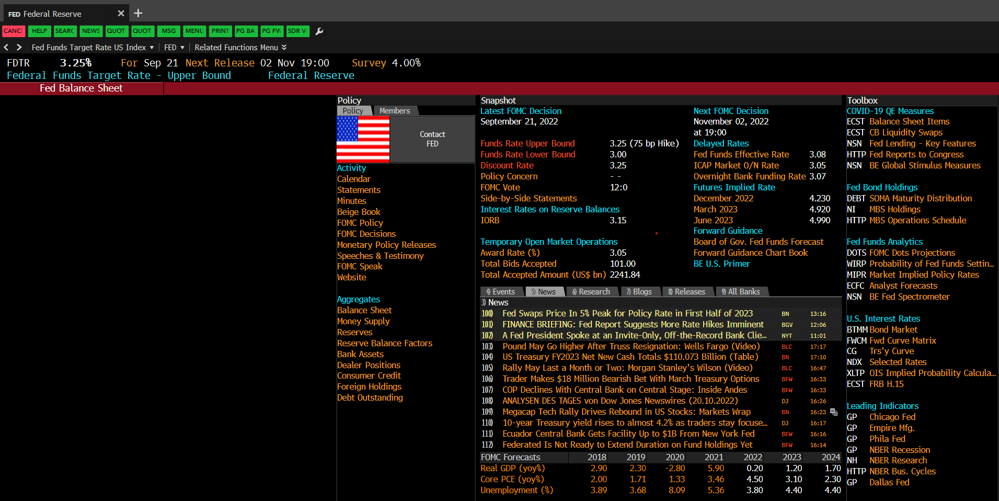 FED Federal Reserve
CANC HELP SEARC NEWS QUOT QUOT MSG MENU PRINT PG BA PG FW SDR V
Fed Funds Target Rate US Index FED Related Functions Menu
FDTR 3.25% For Sep 21 Next Release 02 Nov 19:00 Survey 4.00%
Federal Funds Target Rate - Upper Bound Federal Reserve
Fed Balance Sheet
Policy
Policy Members
Contact
FED
Activity
Calendar
Statements
Minutes
Beige Book
FOMC Policy
FOMC Decisions
Monetary Policy Releases
Speeches & Testimony
FOMC Speak
Website
Aggregates
Balance Sheet
Money Supply
Reserves
Reserve Balance Factors
Bank Assets
Dealer Positions
Consumer Credit
Foreign Holdings
Debt Outstanding
Snapshot
Latest FOMC Decision
September 21, 2022
Funds Rate Upper Bound 3.25 (75 bp Hike)
Funds Rate Lower Bound 3.00
Discount Rate 3.25
Policy Concern - -
FOMC Vote 12:0
Side-by-Side Statements
Interest Rates on Reserve Balances
IORB 3.15
Temporary Open Market Operations
Award Rate (%) 3.05
Total Bids Accepted 101.00
Total Accepted Amount (US$ bn) 2241.84
Next FOMC Decision
November 02, 2022
at 19:00
Delayed Rates
Fed Funds Effective Rate 3.08
ICAP Market O/N Rate 3.05
Overnight Bank Funding Rate 3.07
Futures Implied Rate
December 2022 4.230
March 2023 4.920
June 2023 4.990
Forward Guidance
Board of Gov. Fed Funds Forecast
Forward Guidance Chart Book
BE U.S. Primer
4) Events 5) News 6) Research 7) Blogs 8) Releases 9) All Banks
3) News
100) Fed Swaps Price In 5% Peak for Policy Rate in First Half of 2023 BN 13:16
101) FINANCE BRIEFING: Fed Report Suggests More Rate Hikes Imminent BGV 12:06
102) A Fed President Spoke at an Invite-Only, Off-the-Record Bank Clie... NYT 11:01
103) Pound May Go Higher After Truss Resignation: Wells Fargo (Video) BLC 17:17
104) US Treasury FY2023 Net New Cash Totals $110.073 Billion (Table) BN 17:10
105) Rally May Last a Month or Two: Morgan Stanley's Wilson (Video) BLC 16:47
106) Trader Makes $18 Million Bearish Bet With March Treasury Options BFW 16:33
107) COP Declines With Central Bank on Central Stage: Inside Andes BFW 16:33
108) ANALYSEN DES TAGES von Dow Jones Newswires (20.10.2022) DJ 16:26
109) Megacap Tech Rally Drives Rebound in US Stocks: Markets Wrap BN 16:23
110) 10-year Treasury yield rises to almost 4.2% as traders stay focuse... DJ 16:17
111) Ecuador Central Bank Gets Facility Up to $1B From New York Fed BFW 16:16
112) Federated Is Not Ready to Extend Duration on Fund Holdings Yet BFW 16:14
FOMC Forecasts 2018 2019 2020 2021 2022 2023 2024
Real GDP (yoy%) 2.90 2.30 -2.80 5.90 0.20 1.20 1.70
Core PCE (yoy%) 2.00 1.71 1.33 3.46 4.50 3.10 2.30
Unemployment (%) 3.89 3.68 8.09 5.36 3.80 4.40 4.40
Toolbox
COVID-19 QE Measures
ECST Balance Sheet Items
ECST CB Liquidity Swaps
NSN Fed Lending - Key Features
HTTP Fed Reports to Congress
NSN BE Global Stimulus Measures
Fed Bond Holdings
DEBT SOMA Maturity Distribution
NI MBS Holdings
HTTP MBS Operations Schedule
Fed Funds Analytics
DOTS FOMC Dots Projections
WIRP Probability of Fed Funds Settin...
MIPR Market Implied Policy Rates
ECFC Analyst Forecasts
NSN BE Fed Spectrometer
U.S. Interest Rates
BTMM Bond Market
FWCM Fwd Curve Matrix
CG Trs'y Curve
NDX Selected Rates
XLTP OIS Implied Probability Calcula...
ECST FRB H.15
Leading Indicators
GP Chicago Fed
GP Empire Mfg.
GP Phila Fed
GP NBER Recession
NH NBER Research
HTTP NBER Bus. Cycles
GP Dallas Fed